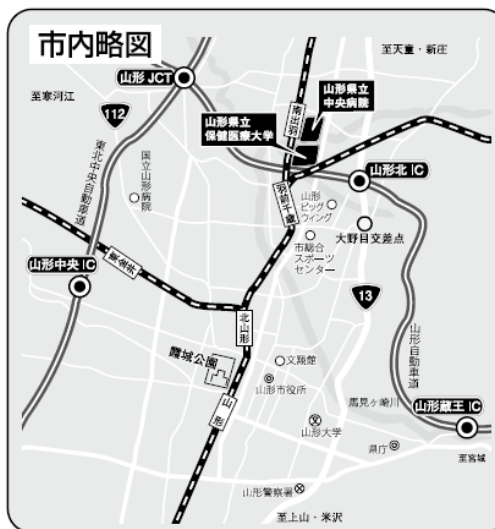 市内略図
至天童・新庄
山形JCT
至寒河江
112
山形県立
中央病院
山形県立
保健医療大学
南出羽
東北中央自動車道
国立山形
病院
山形北IC
羽前千歳
山形
ビッグ
ウィング
大野目交差点
市総合
スポーツ
センター
山形中央IC
東金井
13
北山形
山形自動車道
霞城公園
文翔館
山形市役所
馬見ヶ崎川
山形蔵王IC
山形
山形大学
県庁
至宮城
山形警察署
至上山・米沢